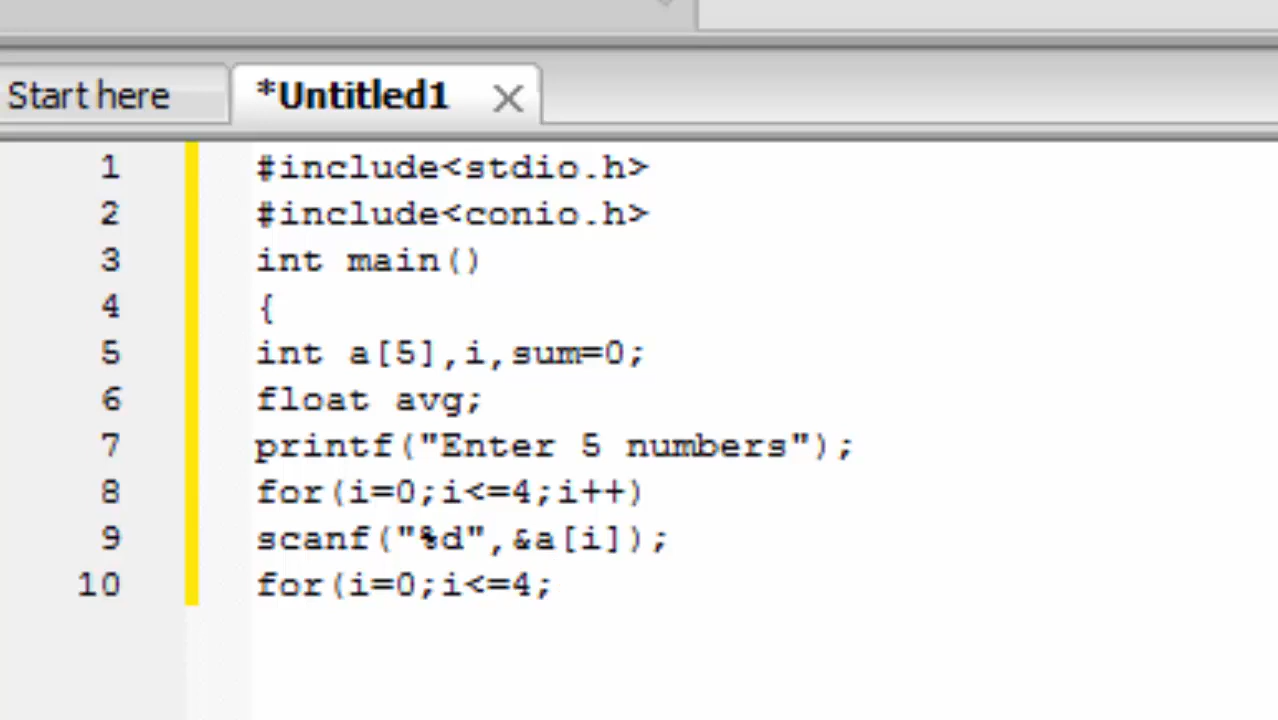 Start here
*Untitled1
1 #include<stdio.h>
2 #include<conio.h>
3 int main()
4 {
5 int a[5],i,sum=0;
6 float avg;
7 printf("Enter 5 numbers");
8 for(i=0;i<=4;i++)
9 scanf("%d",&a[i]);
10 for(i=0;i<=4;